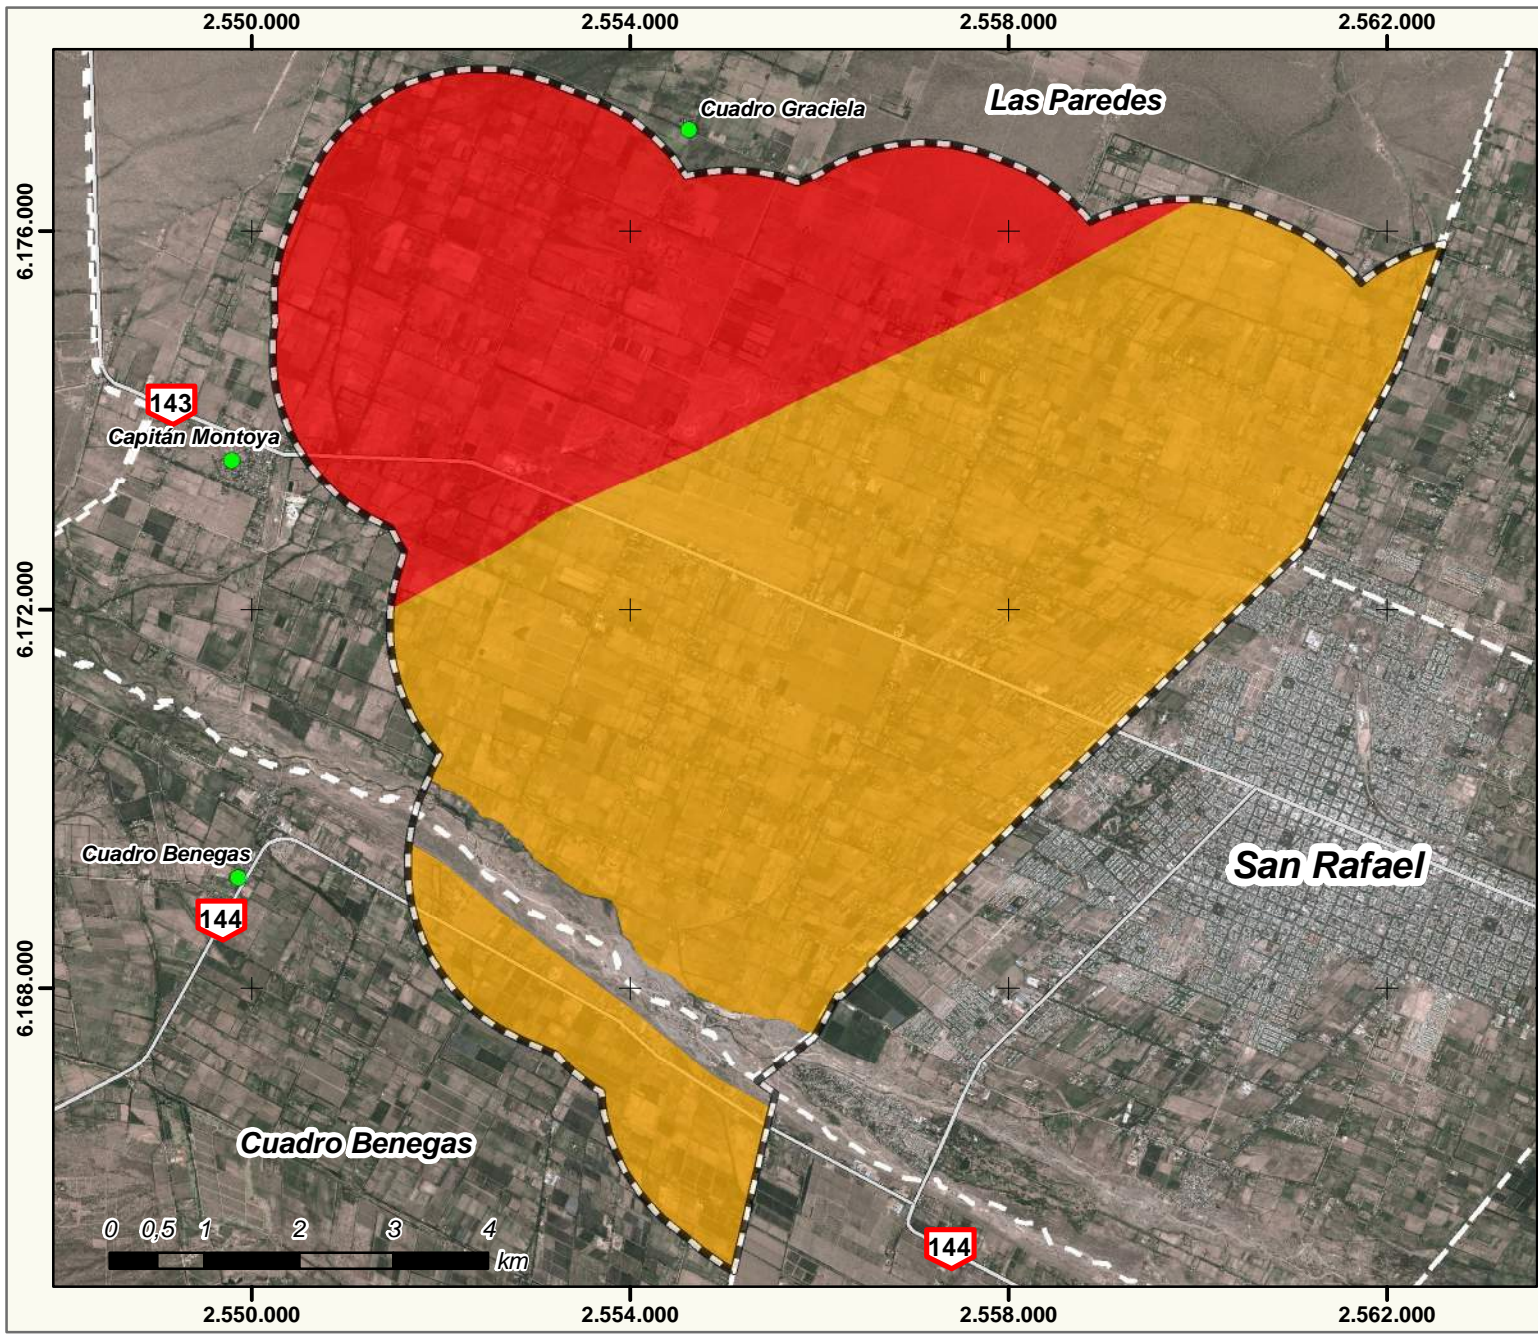 2.550.000 2.554.000 2.558.000 2.562.000
Las Paredes
Cuadro Graciela
6.176.000
143
Capitán Montoya
6.172.000
Cuadro Benegas
San Rafael
144
6.168.000
Cuadro Benegas
0 0,5 1 2 3 4
km
144
2.550.000 2.554.000 2.558.000 2.562.000